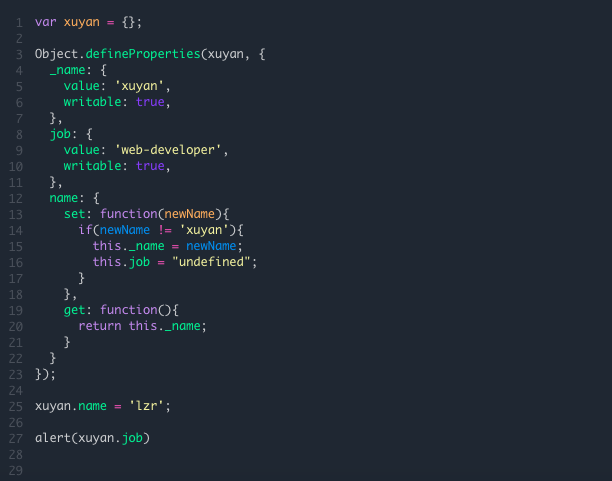 1 var xuyan = {};
2
3 Object.defineProperties(xuyan, {
4   _name: {
5     value: 'xuyan',
6     writable: true,
7   },
8   job: {
9     value: 'web-developer',
10     writable: true,
11   },
12   name: {
13     set: function(newName){
14       if(newName != 'xuyan'){
15         this._name = newName;
16         this.job = "undefined";
17       }
18     },
19     get: function(){
20       return this._name;
21     }
22   }
23 });
24
25 xuyan.name = 'lzr';
26
27 alert(xuyan.job)
28
29